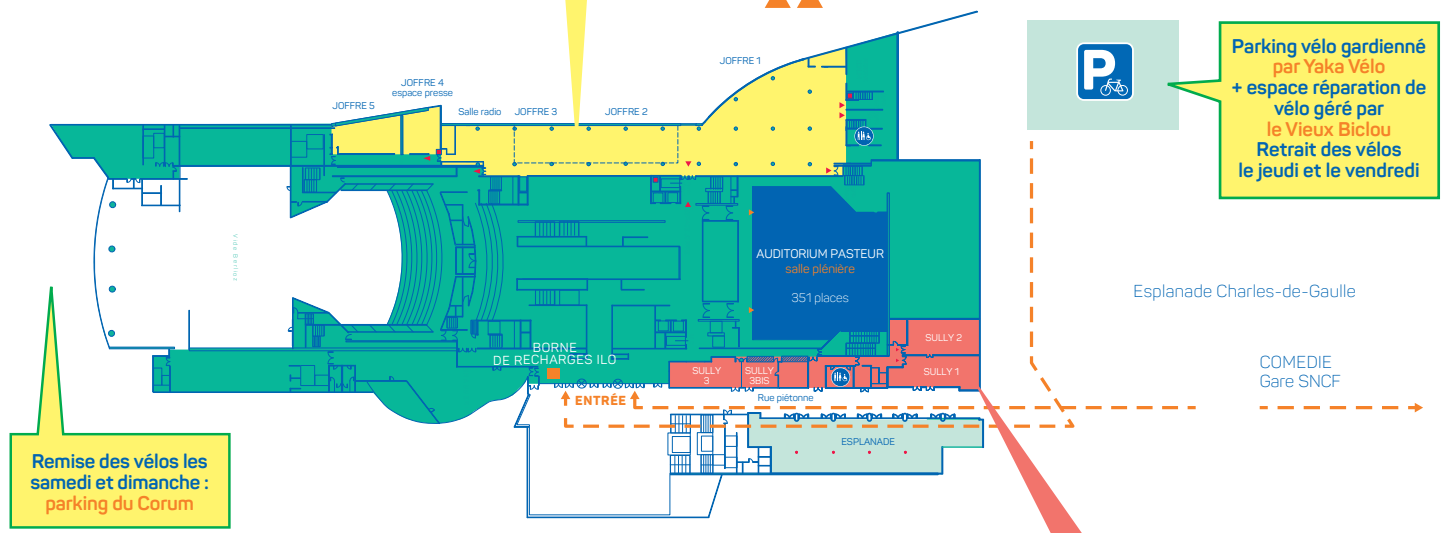 JOFFRE 1
JOFFRE 4
espace presse
JOFFRE 5
Salle radio
JOFFRE 3
JOFFRE 2
P
Parking vélo gardienné
par Yaka Vélo
+ espace réparation de
vélo géré par
le Vieux Biclou
Retrait des vélos
le jeudi et le vendredi
Vide Berlioz
AUDITORIUM PASTEUR
salle plénière
351 places
Esplanade Charles-de-Gaulle
BORNE
DE RECHARGES ILO
SULLY 2
SULLY 1
SULLY
3
SULLY
3BIS
COMEDIE
Gare SNCF
ENTRÉE
Rue piétonne
ESPLANADE
Remise des vélos les
samedi et dimanche :
parking du Corum